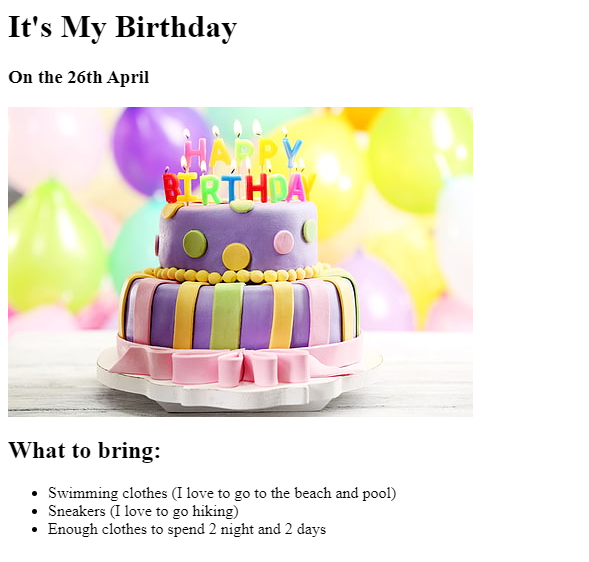 It's My Birthday
On the 26th April
HAPPY
BIRTHDAY
What to bring:
Swimming clothes (I love to go to the beach and pool)
Sneakers (I love to go hiking)
Enough clothes to spend 2 night and 2 days